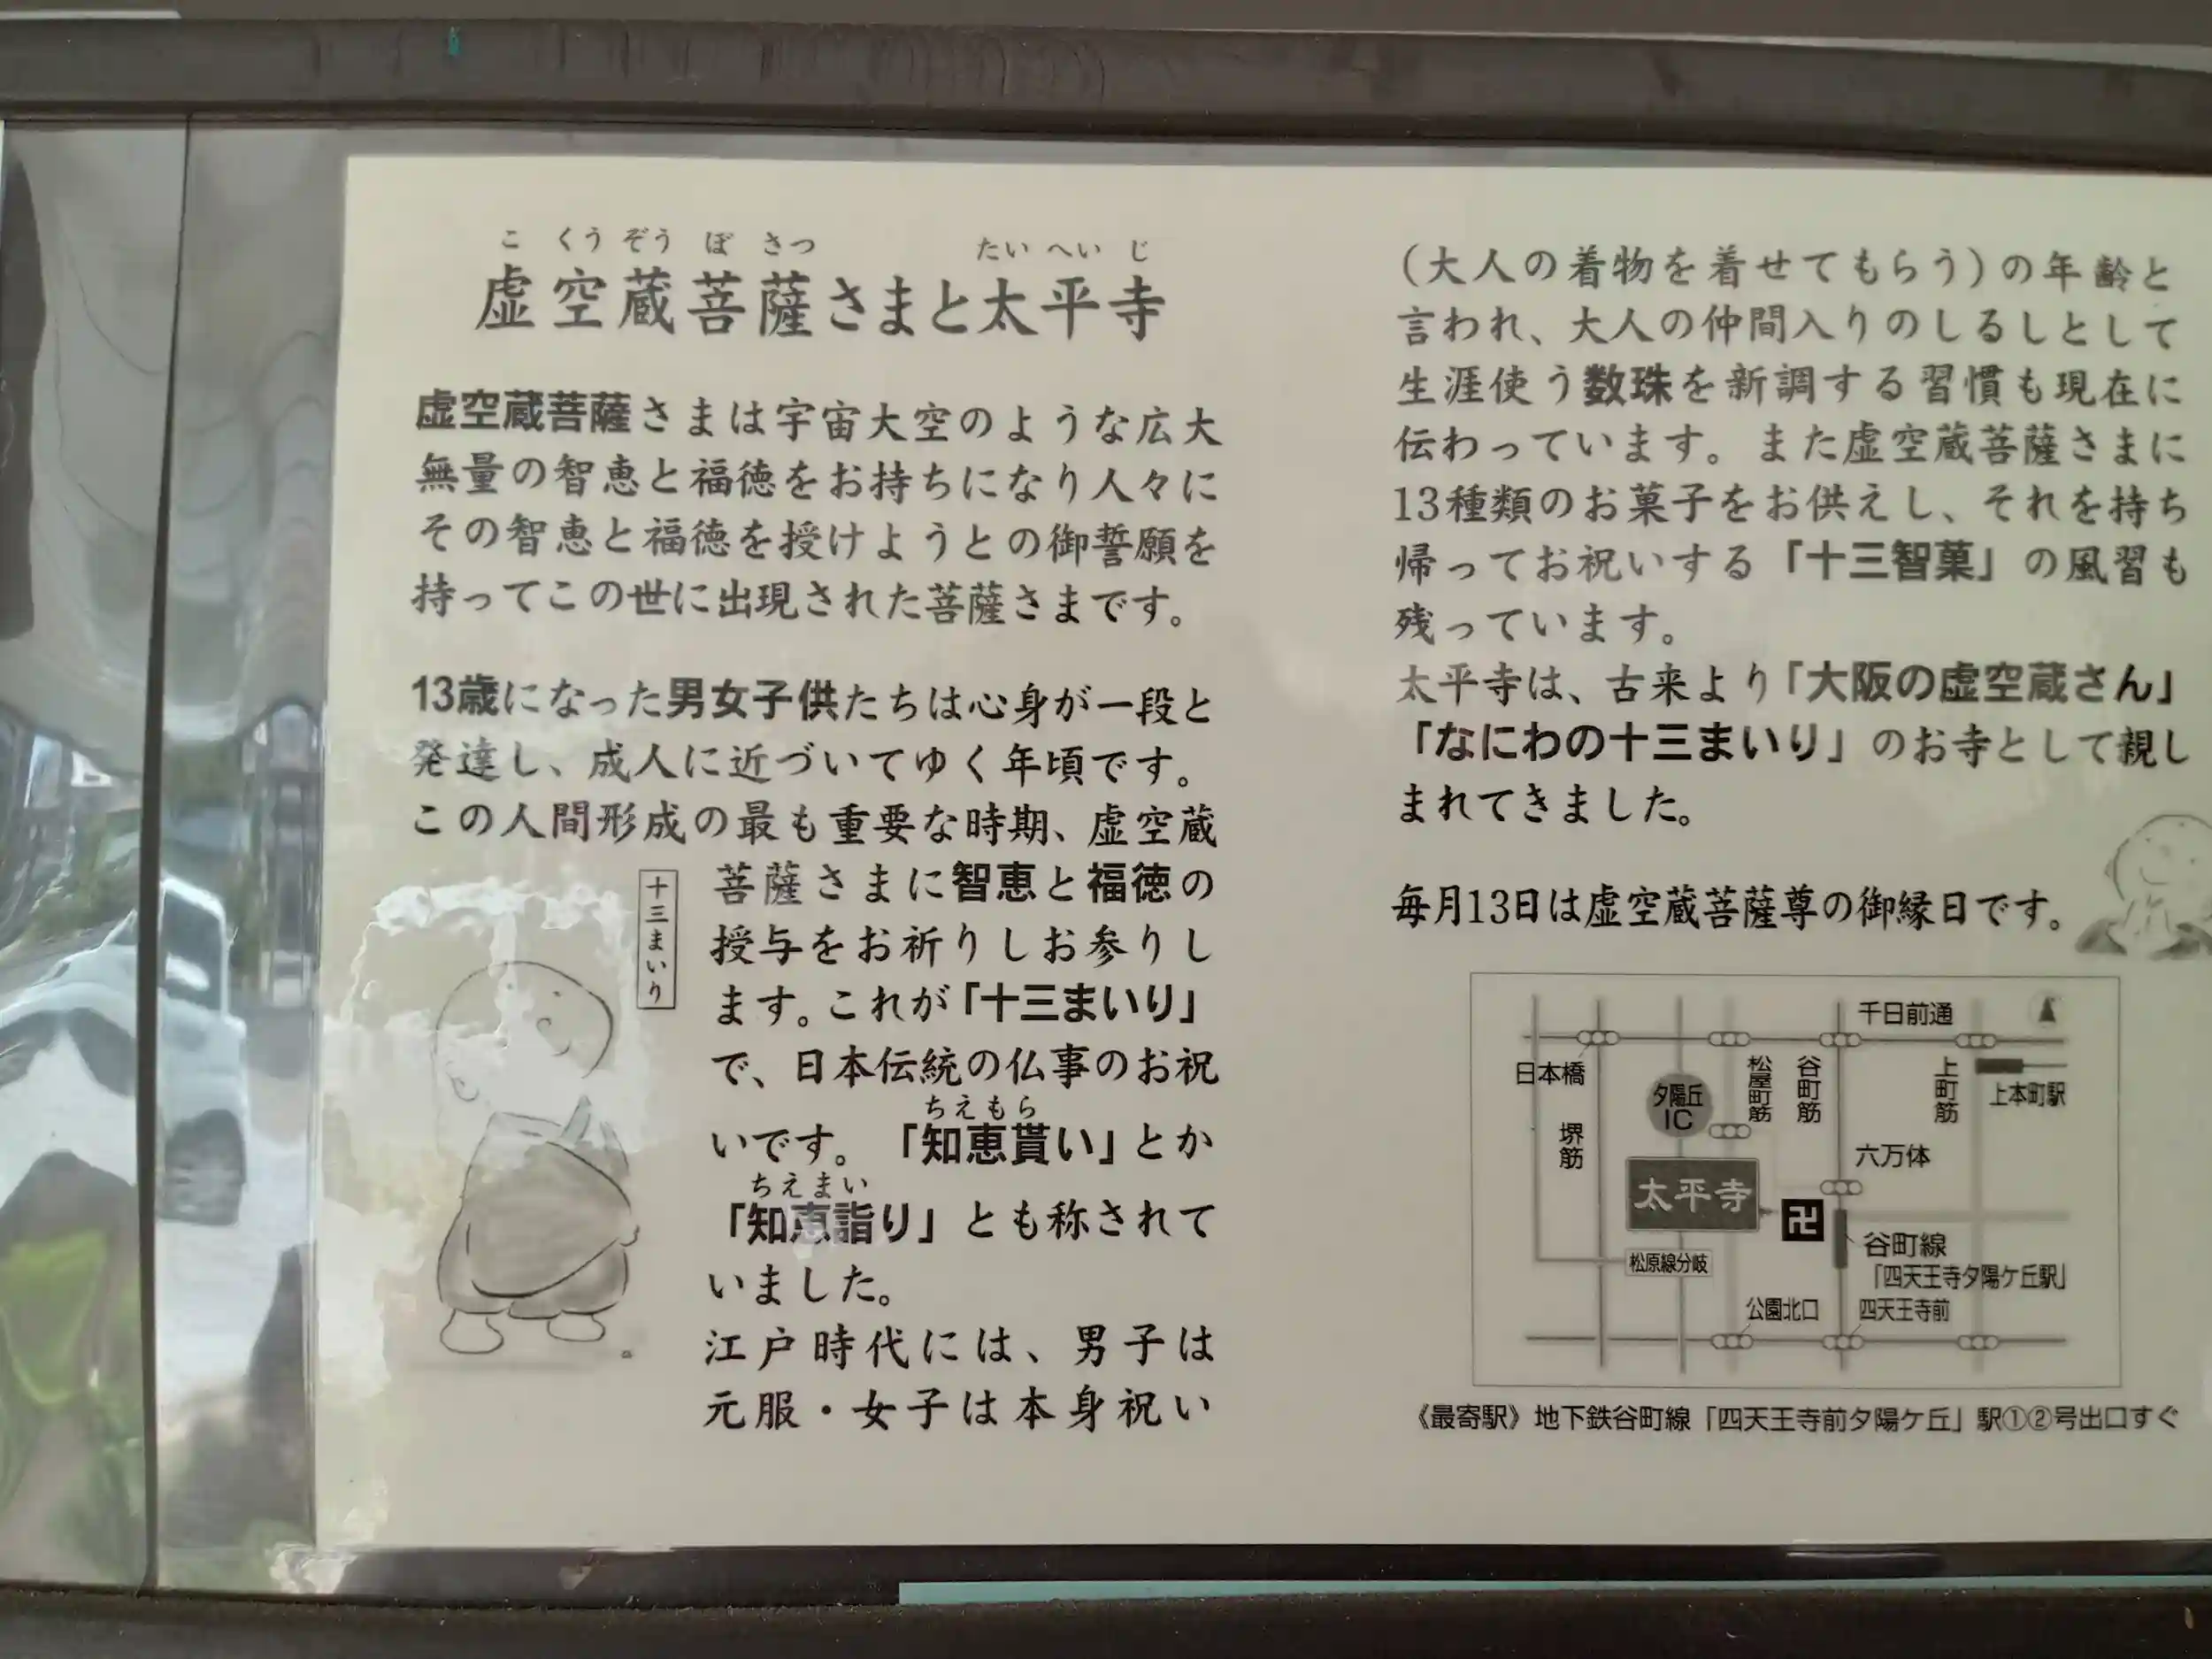 こくうぞうぼさつ たいへいじ
虚空蔵菩薩さまと太平寺
虚空蔵菩薩さまは宇宙大空のような広大
無量の智恵と福徳をお持ちになり人々に
その智恵と福徳を授けようとの御誓願を
持ってこの世に出現された菩薩さまです。
13歳になった男女子供たちは心身が一段と
発達し、成人に近づいてゆく年頃です。
この人間形成の最も重要な時期、虚空蔵
菩薩さまに智恵と福徳の
授与をお祈りしお参りし
ます。これが「十三まいり」
で、日本伝統の仏事のお祝
ちえもら
いです。「知恵貰い」とか
ちえまい
「知恵詣り」とも称されて
いました。
江戸時代には、男子は
元服・女子は本身祝い
十三まいり
（大人の着物を着せてもらう）の年齢と
言われ、大人の仲間入りのしるしとして
生涯使う数珠を新調する習慣も現在に
伝わっています。また虚空蔵菩薩さまに
13種類のお菓子をお供えし、それを持ち
帰ってお祝いする「十三智菓」の風習も
残っています。
太平寺は、古来より「大阪の虚空蔵さん」
「なにわの十三まいり」のお寺として親し
まれてきました。
毎月13日は虚空蔵菩薩尊の御縁日です。
千日前通
日本橋
堺筋
夕陽丘
IC
松屋町筋
谷町筋
上町筋
上本町駅
六万体
太平寺
卍
谷町線
「四天王寺夕陽ケ丘駅」
松原線分岐
公園北口
四天王寺前
《最寄駅》地下鉄谷町線「四天王寺前夕陽ケ丘」駅①②号出口すぐ